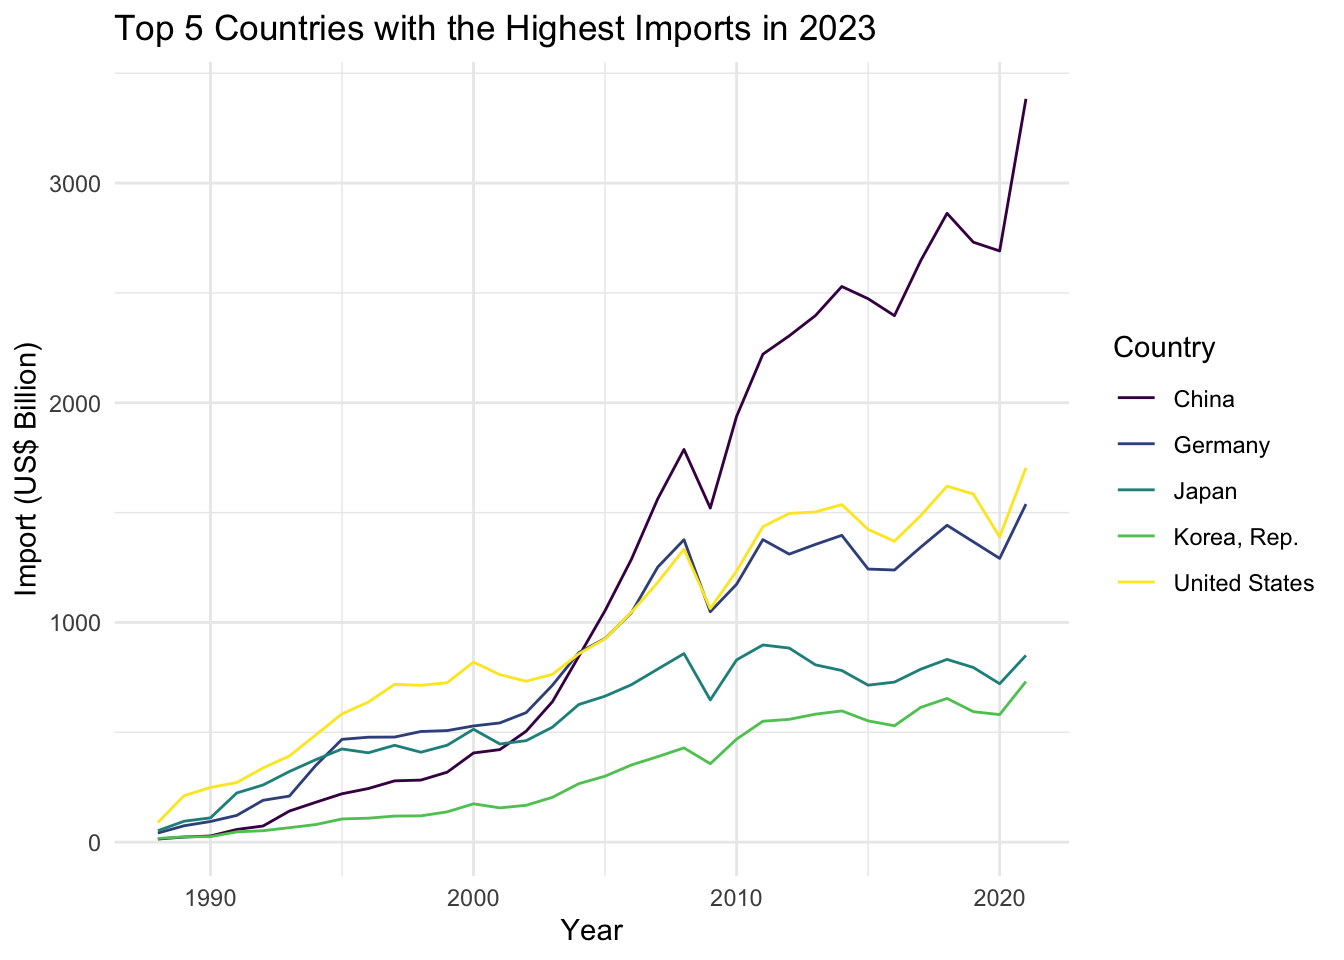 Top 5 Countries with the Highest Imports in 2023
Import (US$ Billion)
3000
2000
1000
0
1990
2000
2010
2020
Year
Country
China
Germany
Japan
Korea, Rep.
United States